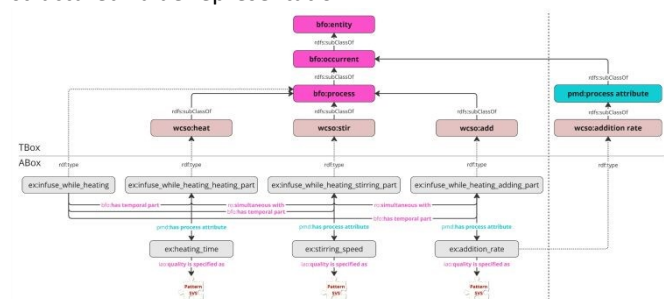 bfo:entity
rdfs:subClassOf
bfo:occurrent
rdfs:subClassOf
rdfs:subClassOf
bfo:process
pmd:process attribute
rdfs:subClassOf
rdfs:subClassOf
rdfs:subClassOf
rdfs:subClassOf
wcso:heat
wcso:stir
wcso:add
wcso:addition rate
TBox
ABox
rdf:type
rdf:type
rdf:type
rdf:type
rdf:type
ex:infuse_while_heating
ex:infuse_while_heating_heating_part
ex:infuse_while_heating_stirring_part
ex:infuse_while_heating_adding_part
bfo:has temporal part
ro:simultaneous with
ro:simultaneous with
bfo:has temporal part
bfo:has temporal part
pmd:has process attribute
pmd:has process attribute
pmd:has process attribute
ex:heating_time
ex:stirring_speed
ex:addition_rate
iao:quality is specified as
iao:quality is specified as
iao:quality is specified as
Pattern
SVS
Pattern
SVS
Pattern
SVS